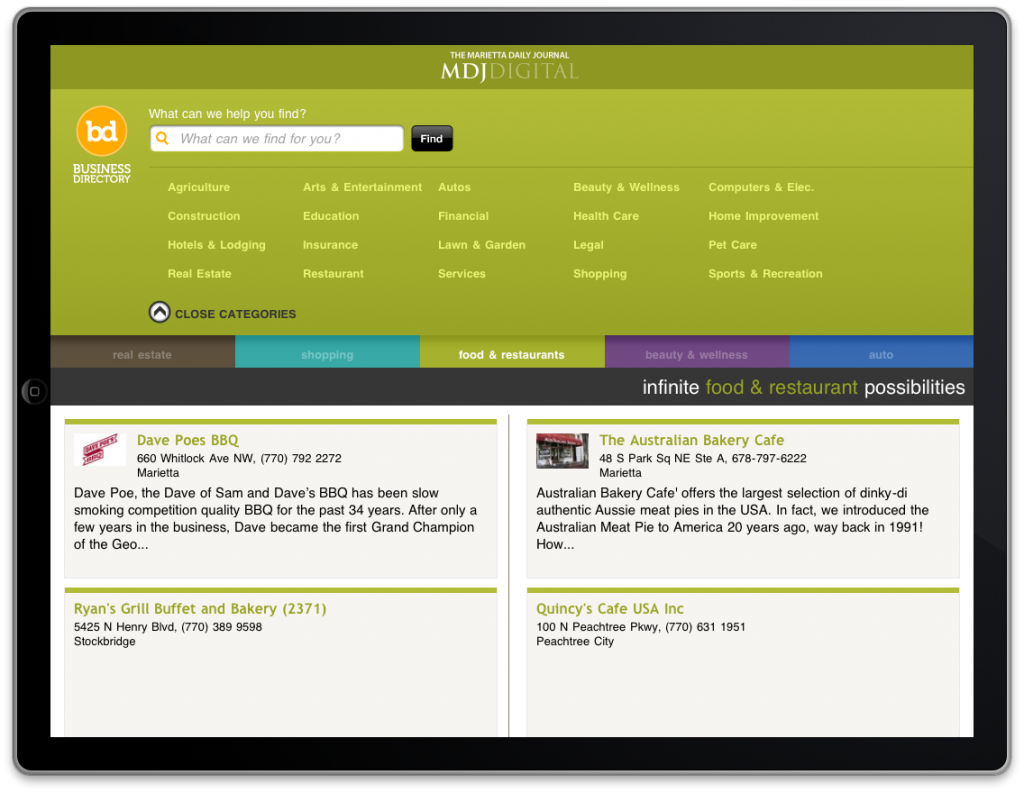 THE MARIETTA DAILY JOURNAL
MDJDIGITAL
bd
BUSINESS
DIRECTORY
What can we help you find?
What can we find for you?
Find
Agriculture
Arts & Entertainment
Autos
Beauty & Wellness
Computers & Elec.
Construction
Education
Financial
Health Care
Home Improvement
Hotels & Lodging
Insurance
Lawn & Garden
Legal
Pet Care
Real Estate
Restaurant
Services
Shopping
Sports & Recreation
CLOSE CATEGORIES
real estate
shopping
food & restaurants
beauty & wellness
auto
infinite food & restaurant possibilities
DAVE POE'S
Dave Poes BBQ
660 Whitlock Ave NW, (770) 792 2272
Marietta
Dave Poe, the Dave of Sam and Dave's BBQ has been slow
smoking competition quality BBQ for the past 34 years. After only a
few years in the business, Dave became the first Grand Champion
of the Geo...
The Australian Bakery Cafe
48 S Park Sq NE Ste A, 678-797-6222
Marietta
Australian Bakery Cafe' offers the largest selection of dinky-di
authentic Aussie meat pies in the USA. In fact, we introduced the
Australian Meat Pie to America 20 years ago, way back in 1991!
How...
Ryan's Grill Buffet and Bakery (2371)
5425 N Henry Blvd, (770) 389 9598
Stockbridge
Quincy's Cafe USA Inc
100 N Peachtree Pkwy, (770) 631 1951
Peachtree City